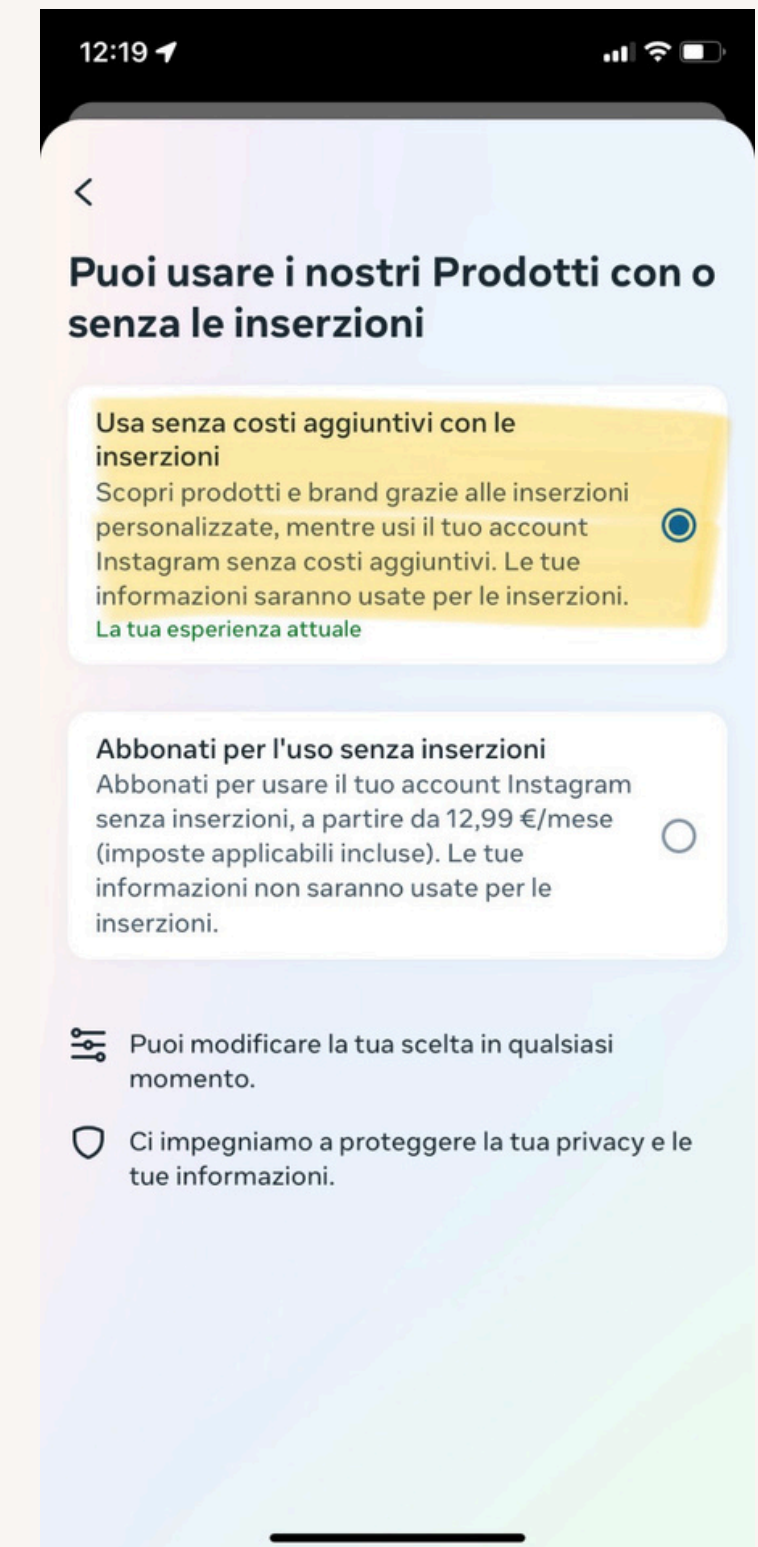 12:19
Puoi usare i nostri Prodotti con o
senza le inserzioni
Usa senza costi aggiuntivi con le
inserzioni
Scopri prodotti e brand grazie alle inserzioni
personalizzate, mentre usi il tuo account
Instagram senza costi aggiuntivi. Le tue
informazioni saranno usate per le inserzioni.
La tua esperienza attuale
Abbonati per l'uso senza inserzioni
Abbonati per usare il tuo account Instagram
senza inserzioni, a partire da 12,99 €/mese
(imposte applicabili incluse). Le tue
informazioni non saranno usate per le
inserzioni.
Puoi modificare la tua scelta in qualsiasi
momento.
Ci impegniamo a proteggere la tua privacy e le
tue informazioni.